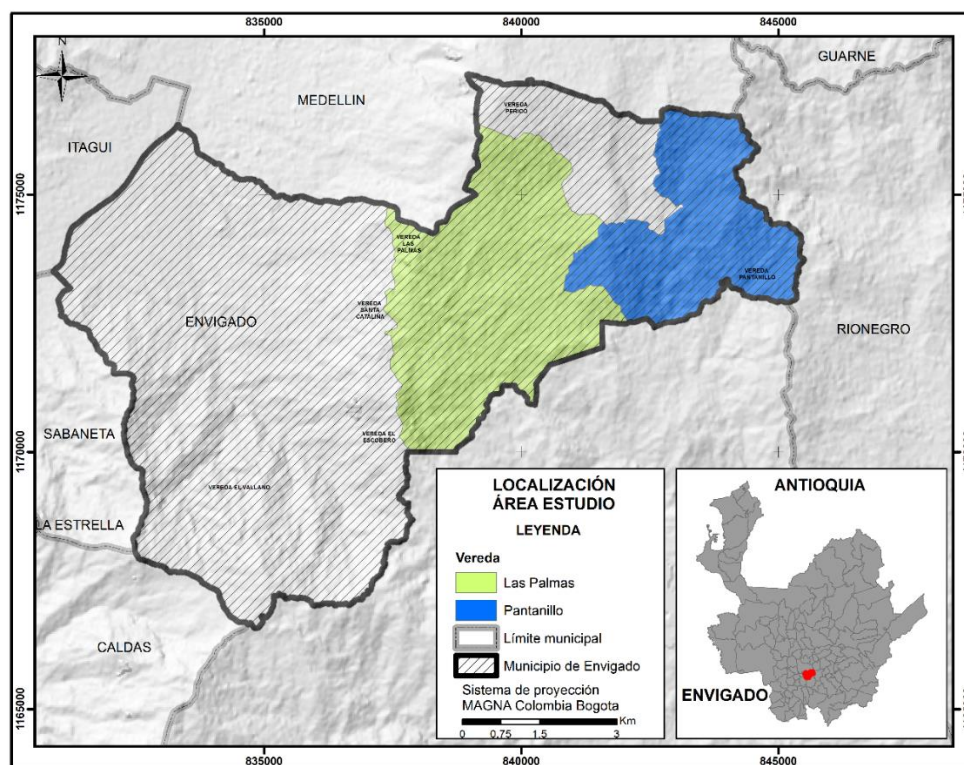 835000
840000
845000
N
GUARNE
MEDELLIN
VEREDA
PERICO
ITAGUI
1175000
VEREDA
LAS
PALMAS
VEREDA
PANTANILLO
VEREDA
SANTA
CATALINA
ENVIGADO
RIONEGRO
SABANETA
VEREDA EL
ESCOBERO
1170000
VEREDA EL VALLANO
LA ESTRELLA
CALDAS
1165000
LOCALIZACIÓN
ÁREA ESTUDIO
LEYENDA
Vereda
Las Palmas
Pantanillo
Límite municipal
Municipio de Envigado
Sistema de proyección
MAGNA Colombia Bogota
Km
0 0.75 1.5 3
ANTIOQUIA
ENVIGADO
835000
840000
845000